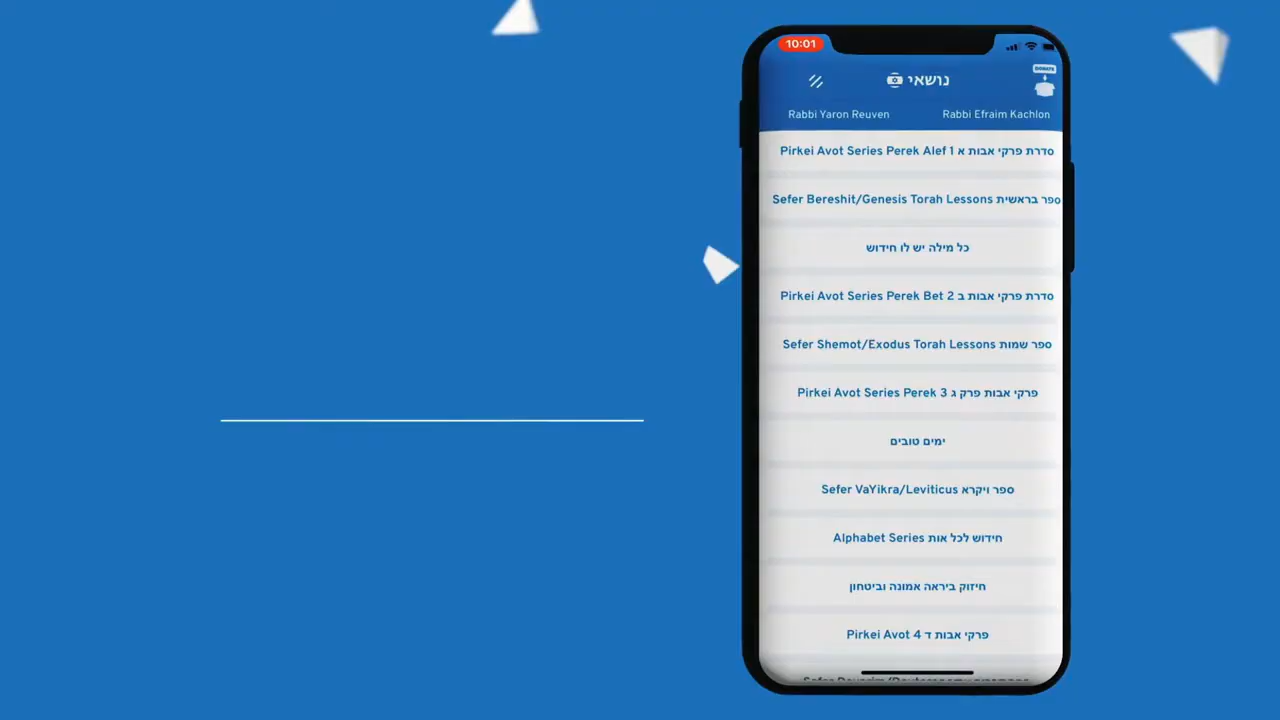 10:01
נושאי
DONATE
Rabbi Yaron Reuven
Rabbi Efraim Kachlon
Pirkei Avot Series Perek Alef 1 סדרת פרקי אבות א
Sefer Bereshit/Genesis Torah Lessons ספר בראשית
כל מילה יש לו חידוש
Pirkei Avot Series Perek Bet 2 סדרת פרקי אבות ב
Sefer Shemot/Exodus Torah Lessons ספר שמות
Pirkei Avot Series Perek 3 פרקי אבות פרק ג
ימים טובים
Sefer VaYikra/Leviticus ספר ויקרא
Alphabet Series חידוש לכל אות
חיזוק ביראה אמונה וביטחון
Pirkei Avot 4 פרקי אבות ד